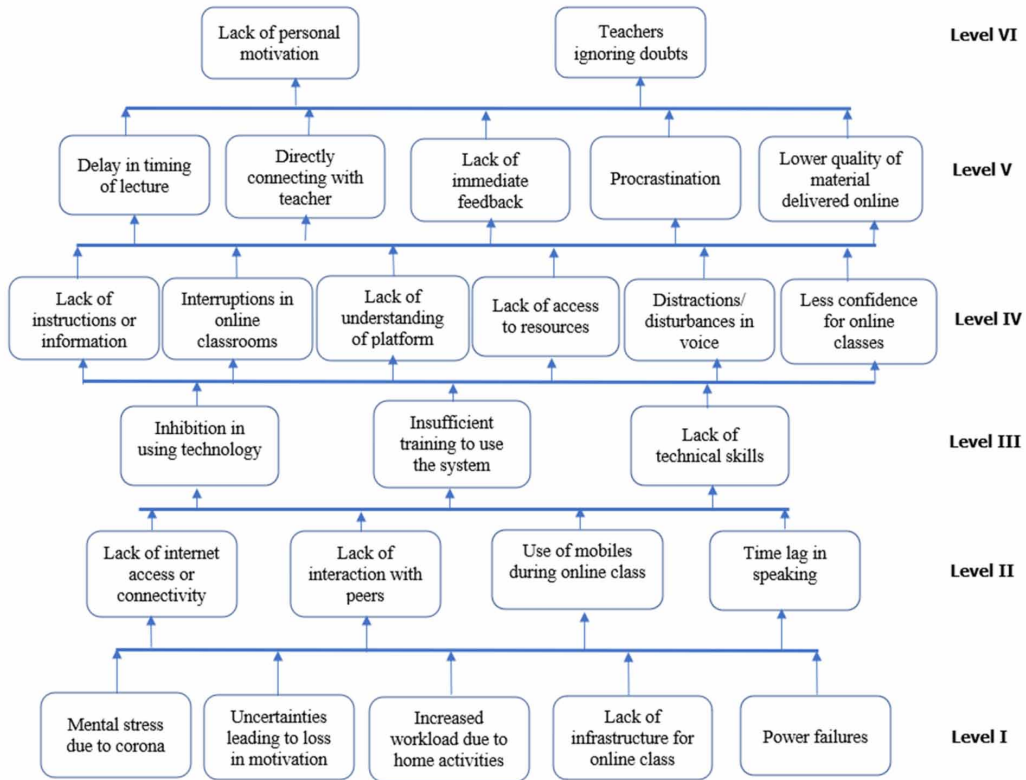 Lack of personal
motivation
Teachers
ignoring doubts
Level VI
Delay in timing
of lecture
Directly
connecting with
teacher
Lack of
immediate
feedback
Procrastination
Lower quality of
material
delivered online
Level V
Lack of
instructions or
information
Interruptions in
online
classrooms
Lack of
understanding
of platform
Lack of access
to resources
Distractions/
disturbances in
voice
Less confidence
for online
classes
Level IV
Inhibition in
using technology
Insufficient
training to use
the system
Lack of
technical skills
Level III
Lack of internet
access or
connectivity
Lack of
interaction with
peers
Use of mobiles
during online class
Time lag in
speaking
Level II
Mental stress
due to corona
Uncertainties
leading to loss
in motivation
Increased
workload due to
home activities
Lack of
infrastructure for
online class
Power failures
Level I